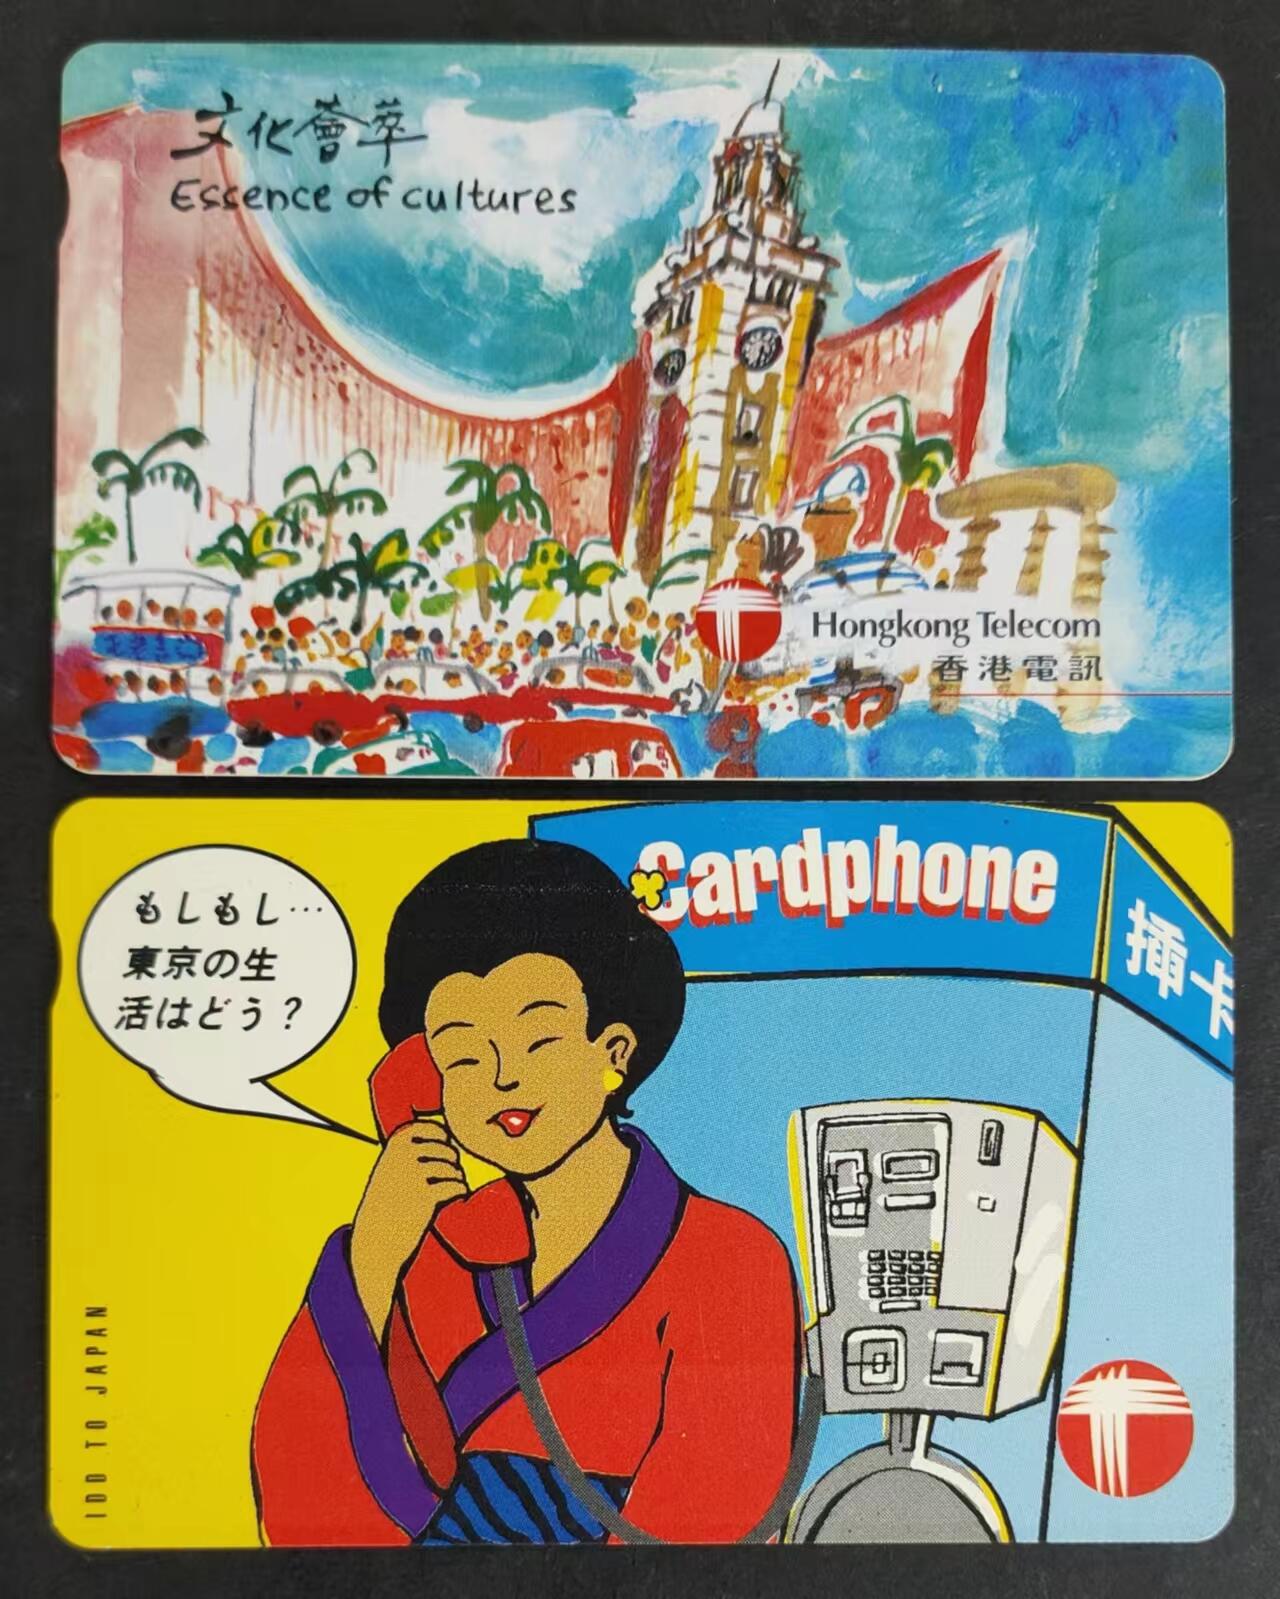 文化薈萃
Essence of cultures
Hongkong Telecom
香港電訊
もしもし…
東京の生
活はどう？
Cardphone
插卡
IDD TO JAPAN